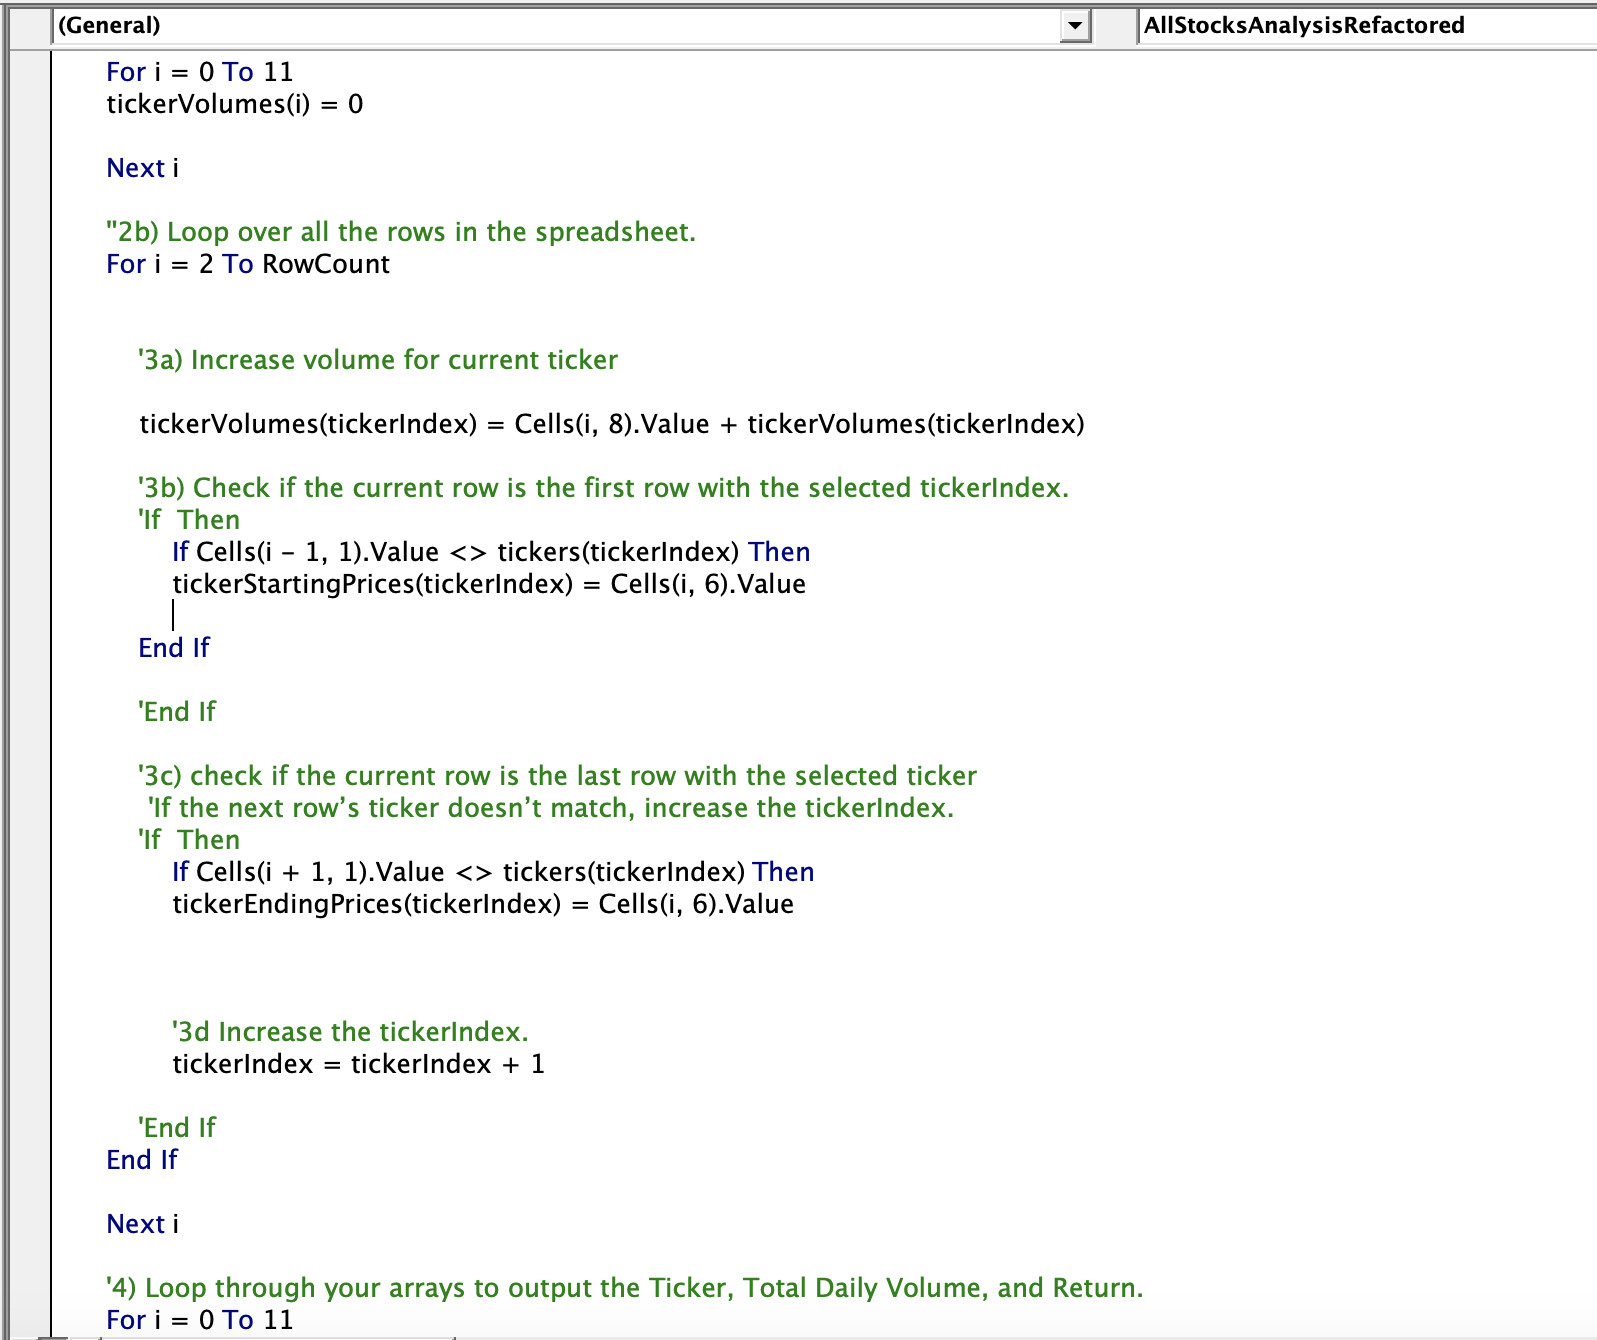 (General)
AllStocksAnalysisRefactored
For i = 0 To 11
tickerVolumes(i) = 0
Next i
''2b) Loop over all the rows in the spreadsheet.
For i = 2 To RowCount
'3a) Increase volume for current ticker
tickerVolumes(tickerIndex) = Cells(i, 8).Value + tickerVolumes(tickerIndex)
'3b) Check if the current row is the first row with the selected tickerIndex.
'If  Then
If Cells(i - 1, 1).Value <> tickers(tickerIndex) Then
tickerStartingPrices(tickerIndex) = Cells(i, 6).Value
End If
'End If
'3c) check if the current row is the last row with the selected ticker
'If the next row’s ticker doesn’t match, increase the tickerIndex.
'If  Then
If Cells(i + 1, 1).Value <> tickers(tickerIndex) Then
tickerEndingPrices(tickerIndex) = Cells(i, 6).Value
'3d Increase the tickerIndex.
tickerIndex = tickerIndex + 1
'End If
End If
Next i
'4) Loop through your arrays to output the Ticker, Total Daily Volume, and Return.
For i = 0 To 11